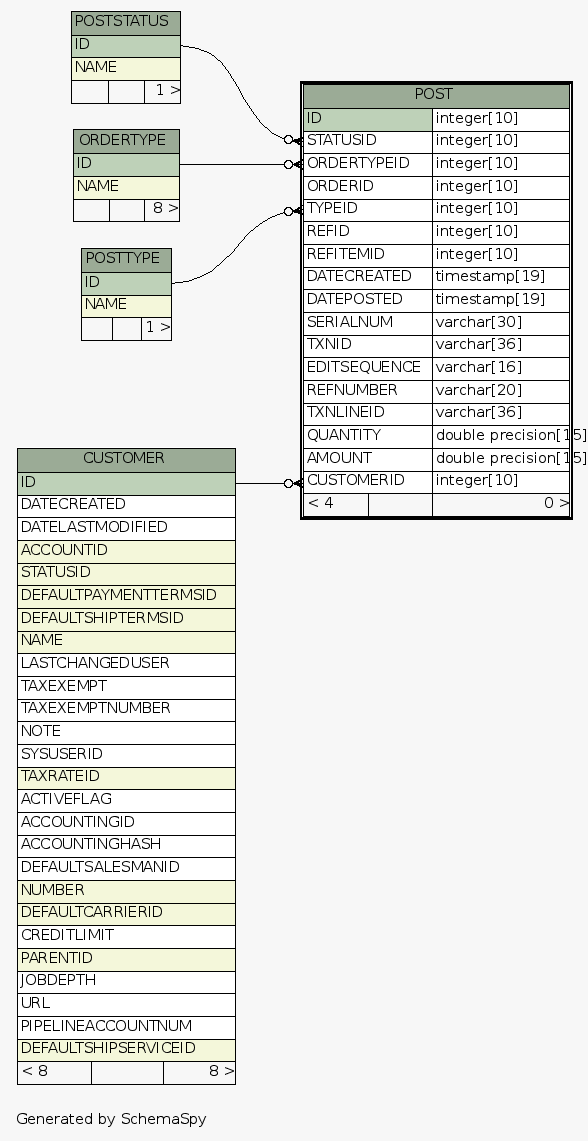 POSTSTATUS
ID
NAME
1 >
ORDERTYPE
ID
NAME
8 >
POSTTYPE
ID
NAME
1 >
POST
ID integer[10]
STATUSID integer[10]
ORDERTYPEID integer[10]
ORDERID integer[10]
TYPEID integer[10]
REFID integer[10]
REFITEMID integer[10]
DATECREATED timestamp[19]
DATEPOSTED timestamp[19]
SERIALNUM varchar[30]
TXNID varchar[36]
EDITSEQUENCE varchar[16]
REFNUMBER varchar[20]
TXNLINEID varchar[36]
QUANTITY double precision[15]
AMOUNT double precision[15]
CUSTOMERID integer[10]
< 4 0 >
CUSTOMER
ID
DATECREATED
DATELASTMODIFIED
ACCOUNTID
STATUSID
DEFAULTPAYMENTTERMSID
DEFAULTSHIPTERMSID
NAME
LASTCHANGEDUSER
TAXEXEMPT
TAXEXEMPTNUMBER
NOTE
SYSUSERID
TAXRATEID
ACTIVEFLAG
ACCOUNTINGID
ACCOUNTINGHASH
DEFAULTSALESMANID
NUMBER
DEFAULTCARRIERID
CREDITLIMIT
PARENTID
JOBDEPTH
URL
PIPELINEACCOUNTNUM
DEFAULTSHIPSERVICEID
< 8 8 >
Generated by SchemaSpy